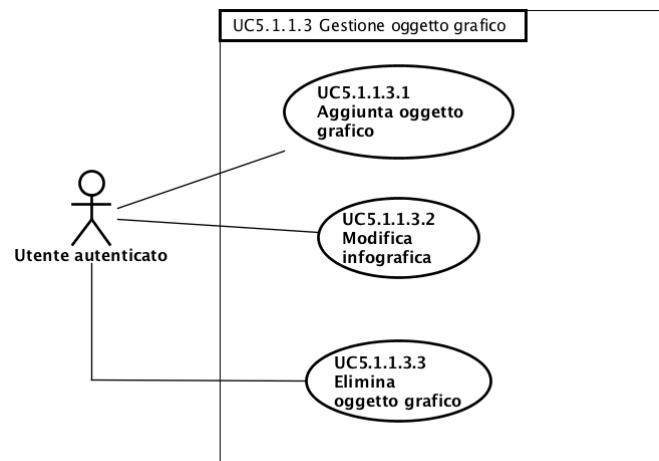 UC5.1.1.3 Gestione oggetto grafico
UC5.1.1.3.1
Aggiunta oggetto
grafico
UC5.1.1.3.2
Modifica
infografica
Utente autenticato
UC5.1.1.3.3
Elimina
oggetto grafico